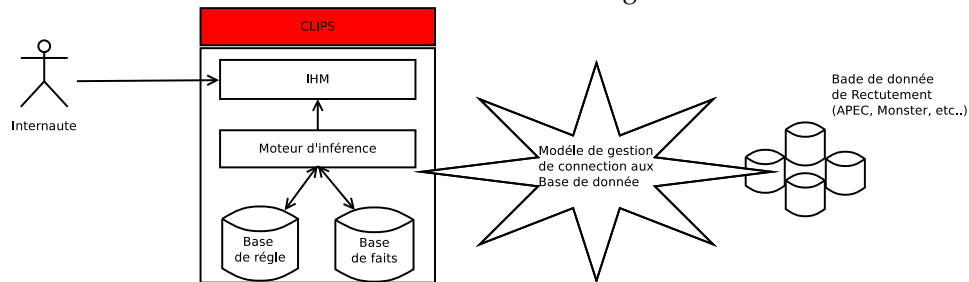 CLIPS
IHM
Internaute
Moteur d'inférence
Base
de régle
Base
de faits
Modéle de gestion
de connection aux
Base de donnée
Bade de donnée
de Rectutement
(APEC, Monster, etc..)